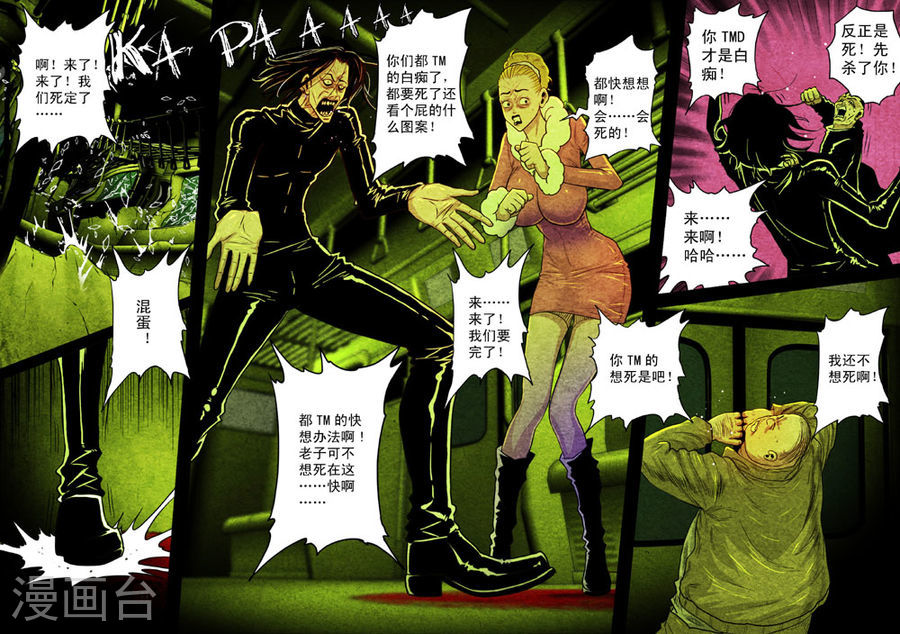 KA PA A A A A A
啊！来了！
来了！我
们死定了
……
混
蛋！
你们都 TM
的白痴了，
都要死了还
看个屁的什
么图案！
都 TM 的快
想办法啊！
老子可不
想死在这
……快啊
……
都快想想
啊！
会……会
死的！
来……
来了！
我们要
完了！
你 TMD
才是白
痴！
反正是
死！先
杀了你！
来……
来啊！
哈哈……
你 TM 的
想死是吧！
我还不
想死啊！
漫画台